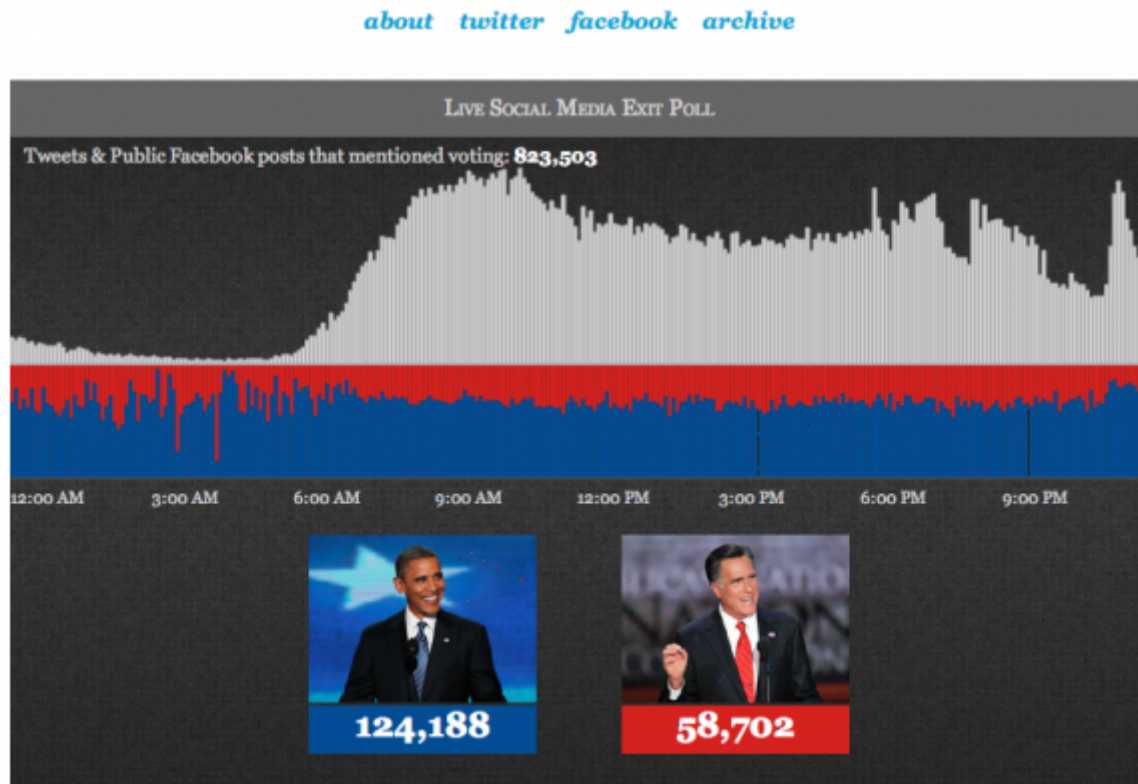 about twitter facebook archive
Live Social Media Exit Poll
Tweets & Public Facebook posts that mentioned voting: 823,503
12:00 AM 3:00 AM 6:00 AM 9:00 AM 12:00 PM 3:00 PM 6:00 PM 9:00 PM
124,188 58,702